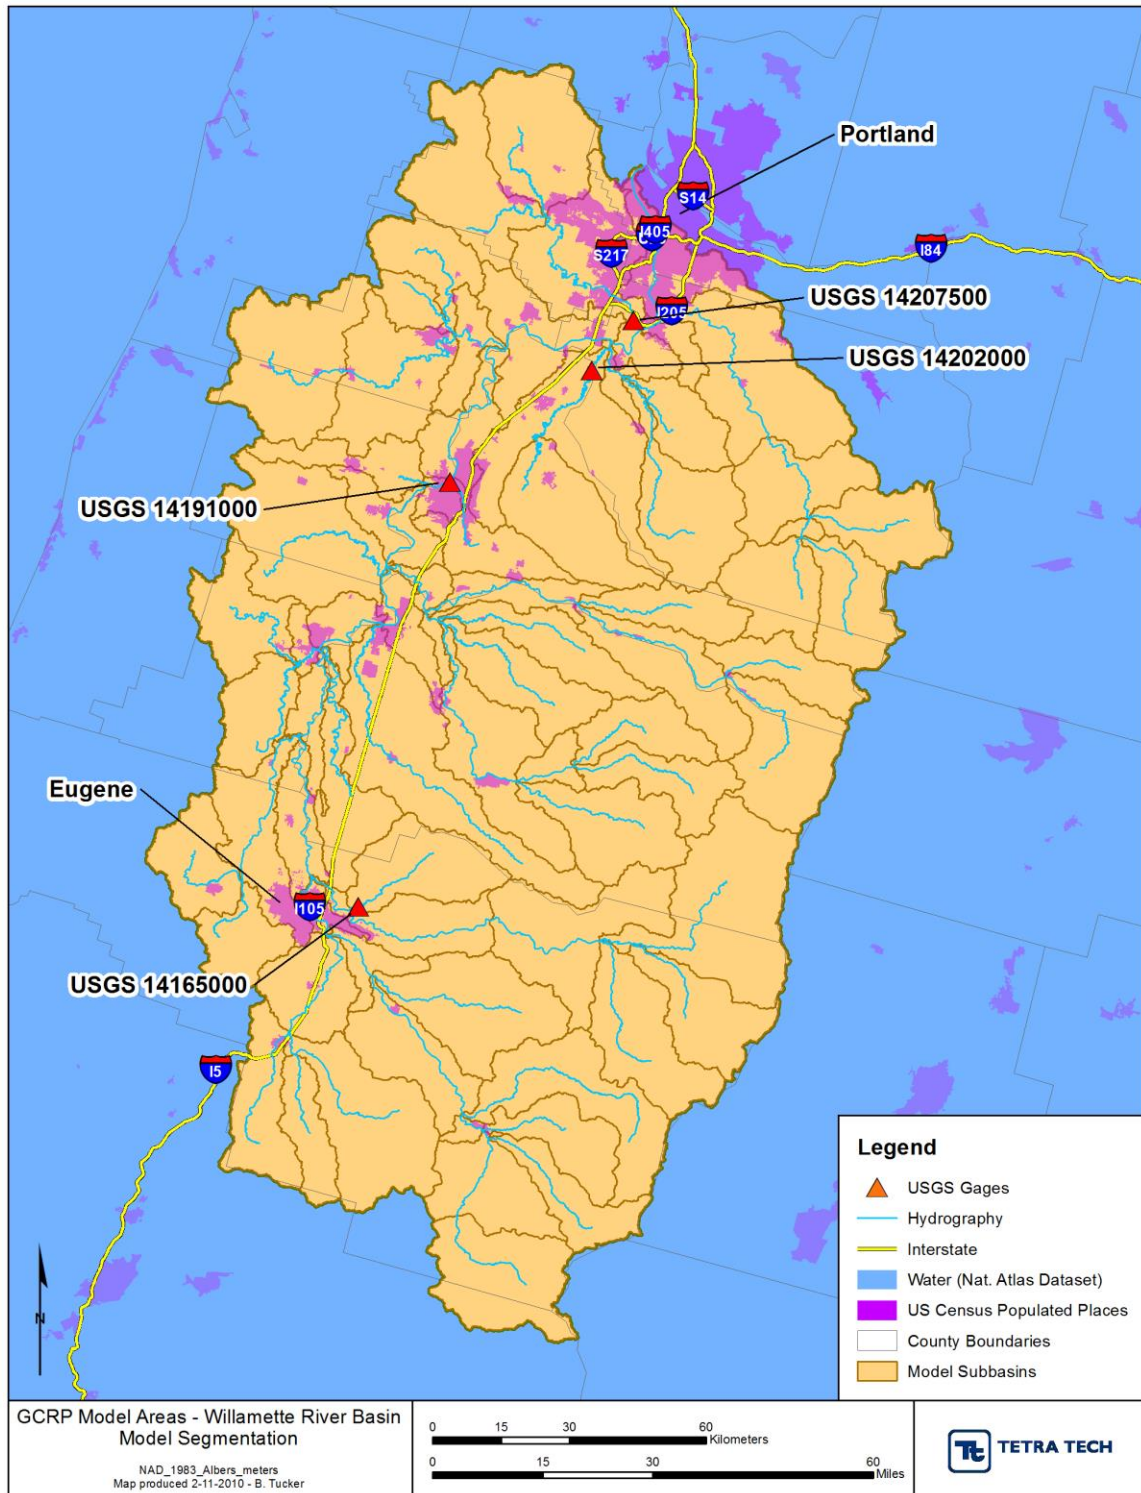 Portland
S14
I405
S217
I84
USGS 14207500
I205
USGS 14202000
USGS 14191000
Eugene
I105
USGS 14165000
I5
N
Legend
USGS Gages
Hydrography
Interstate
Water (Nat. Atlas Dataset)
US Census Populated Places
County Boundaries
Model Subbasins
GCRP Model Areas - Willamette River Basin
Model Segmentation
NAD_1983_Albers_meters
Map produced 2-11-2010 - B. Tucker
0 15 30 60
Kilometers
0 15 30 60
Miles
Tt TETRA TECH